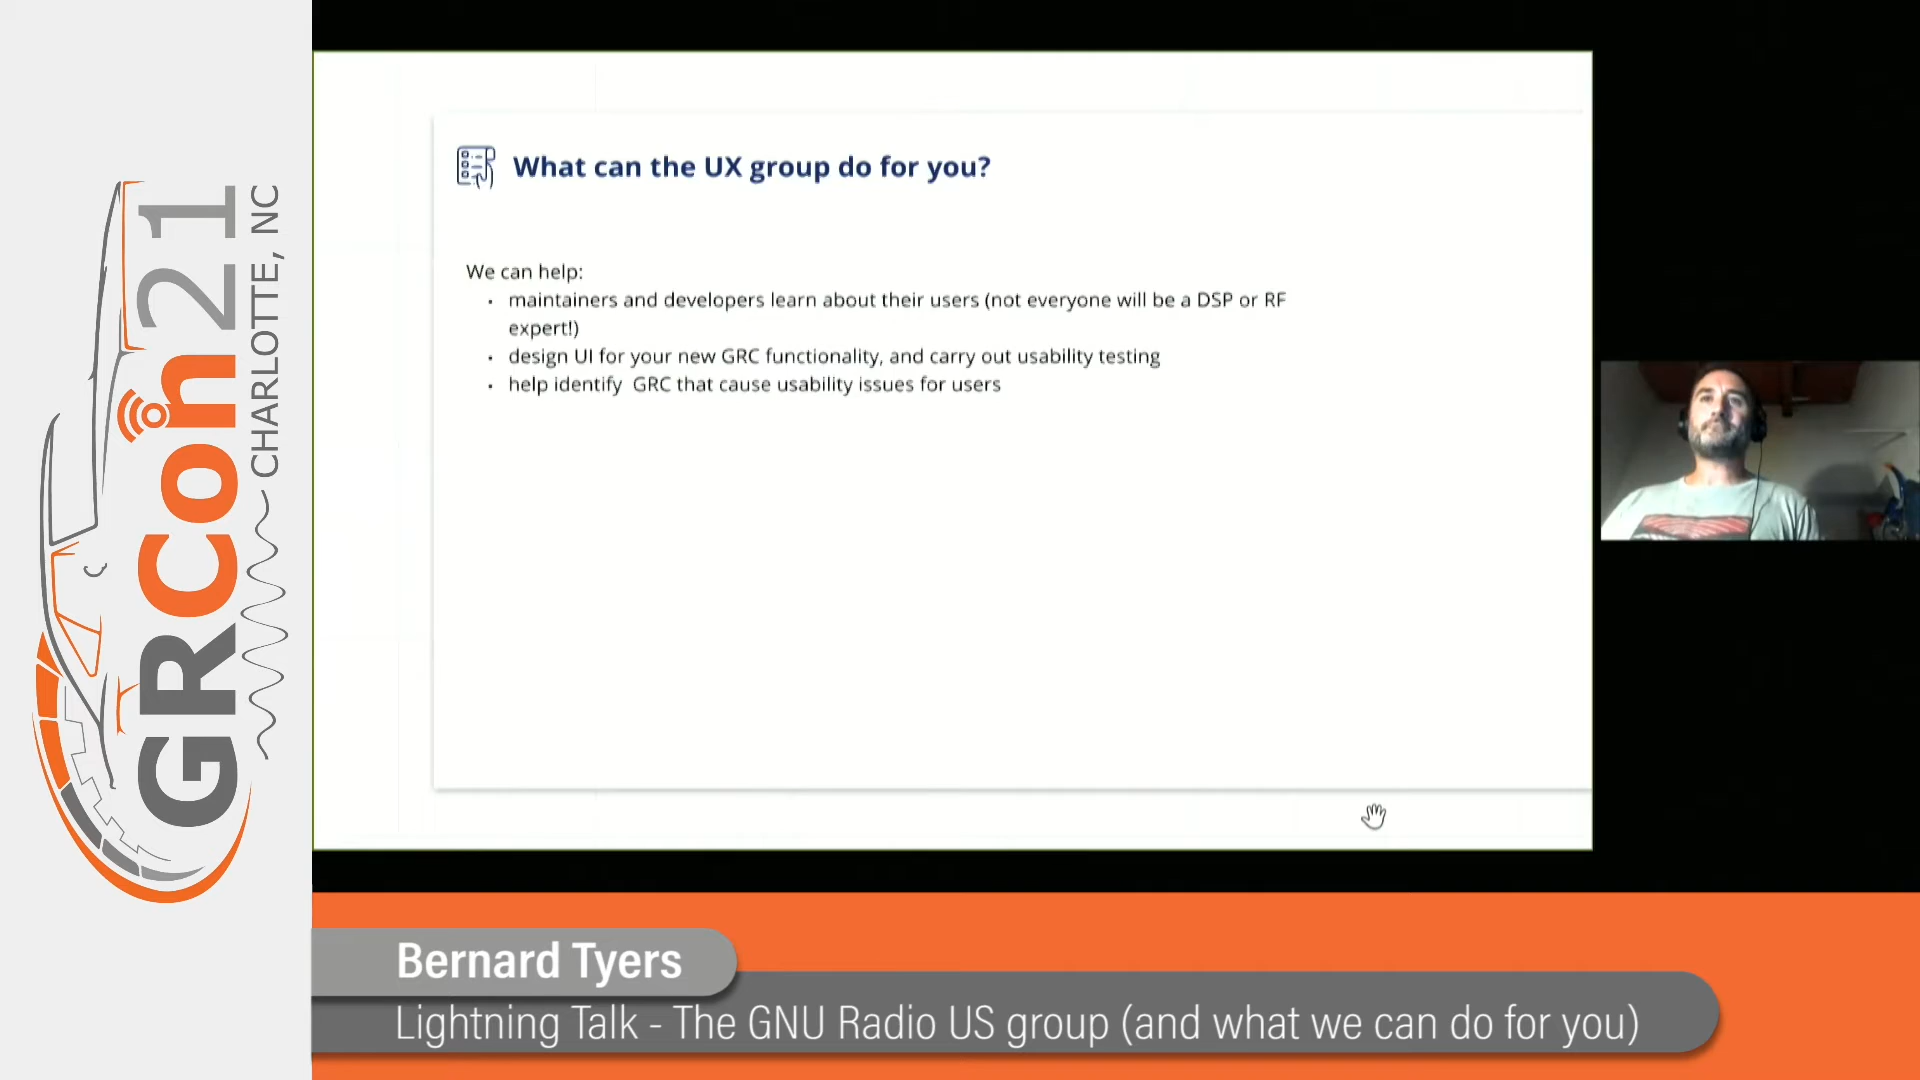 GRCon21
CHARLOTTE, NC
What can the UX group do for you?
We can help:
· maintainers and developers learn about their users (not everyone will be a DSP or RF
expert!)
· design UI for your new GRC functionality, and carry out usability testing
· help identify GRC that cause usability issues for users
Bernard Tyers
Lightning Talk - The GNU Radio US group (and what we can do for you)